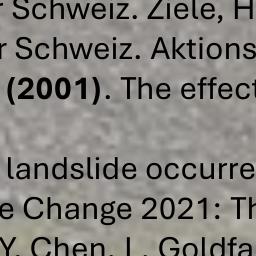 r Schweiz. Ziele, H
r Schweiz. Aktions
(2001). The effect
landslide occurre
e Change 2021: Th
Y. Chen, L. Goldfa